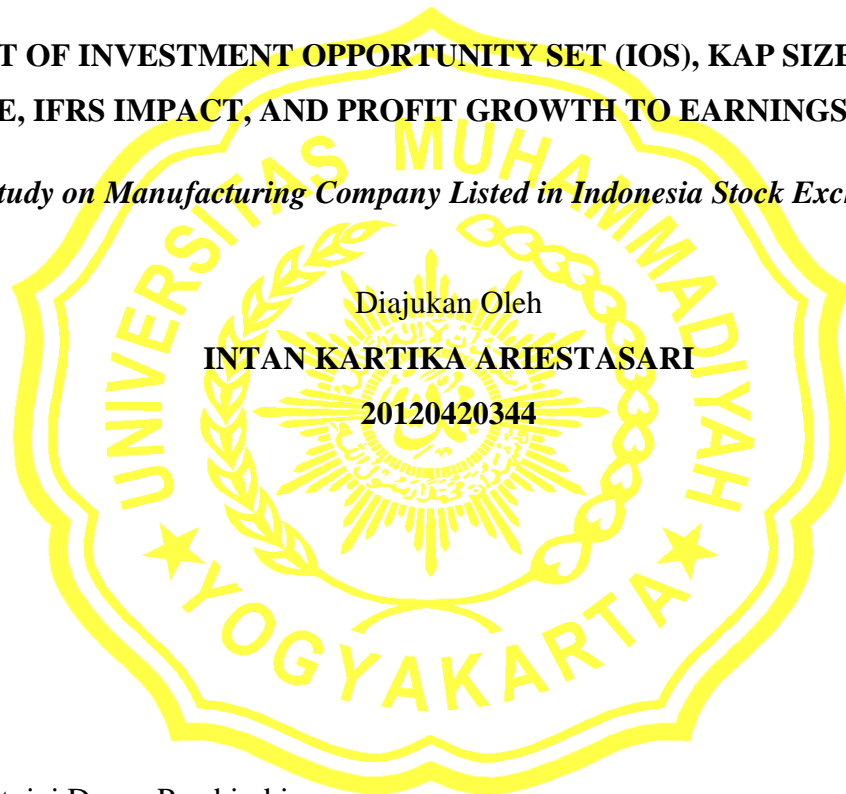 T OF INVESTMENT OPPORTUNITY SET (IOS), KAP SIZE
E, IFRS IMPACT, AND PROFIT GROWTH TO EARNINGS
tudy on Manufacturing Company Listed in Indonesia Stock Exc
Diajukan Oleh
INTAN KARTIKA ARIESTASARI
20120420344
UNIVERSITAS MUHAMMADIYAH
★ YOGYAKARTA ★